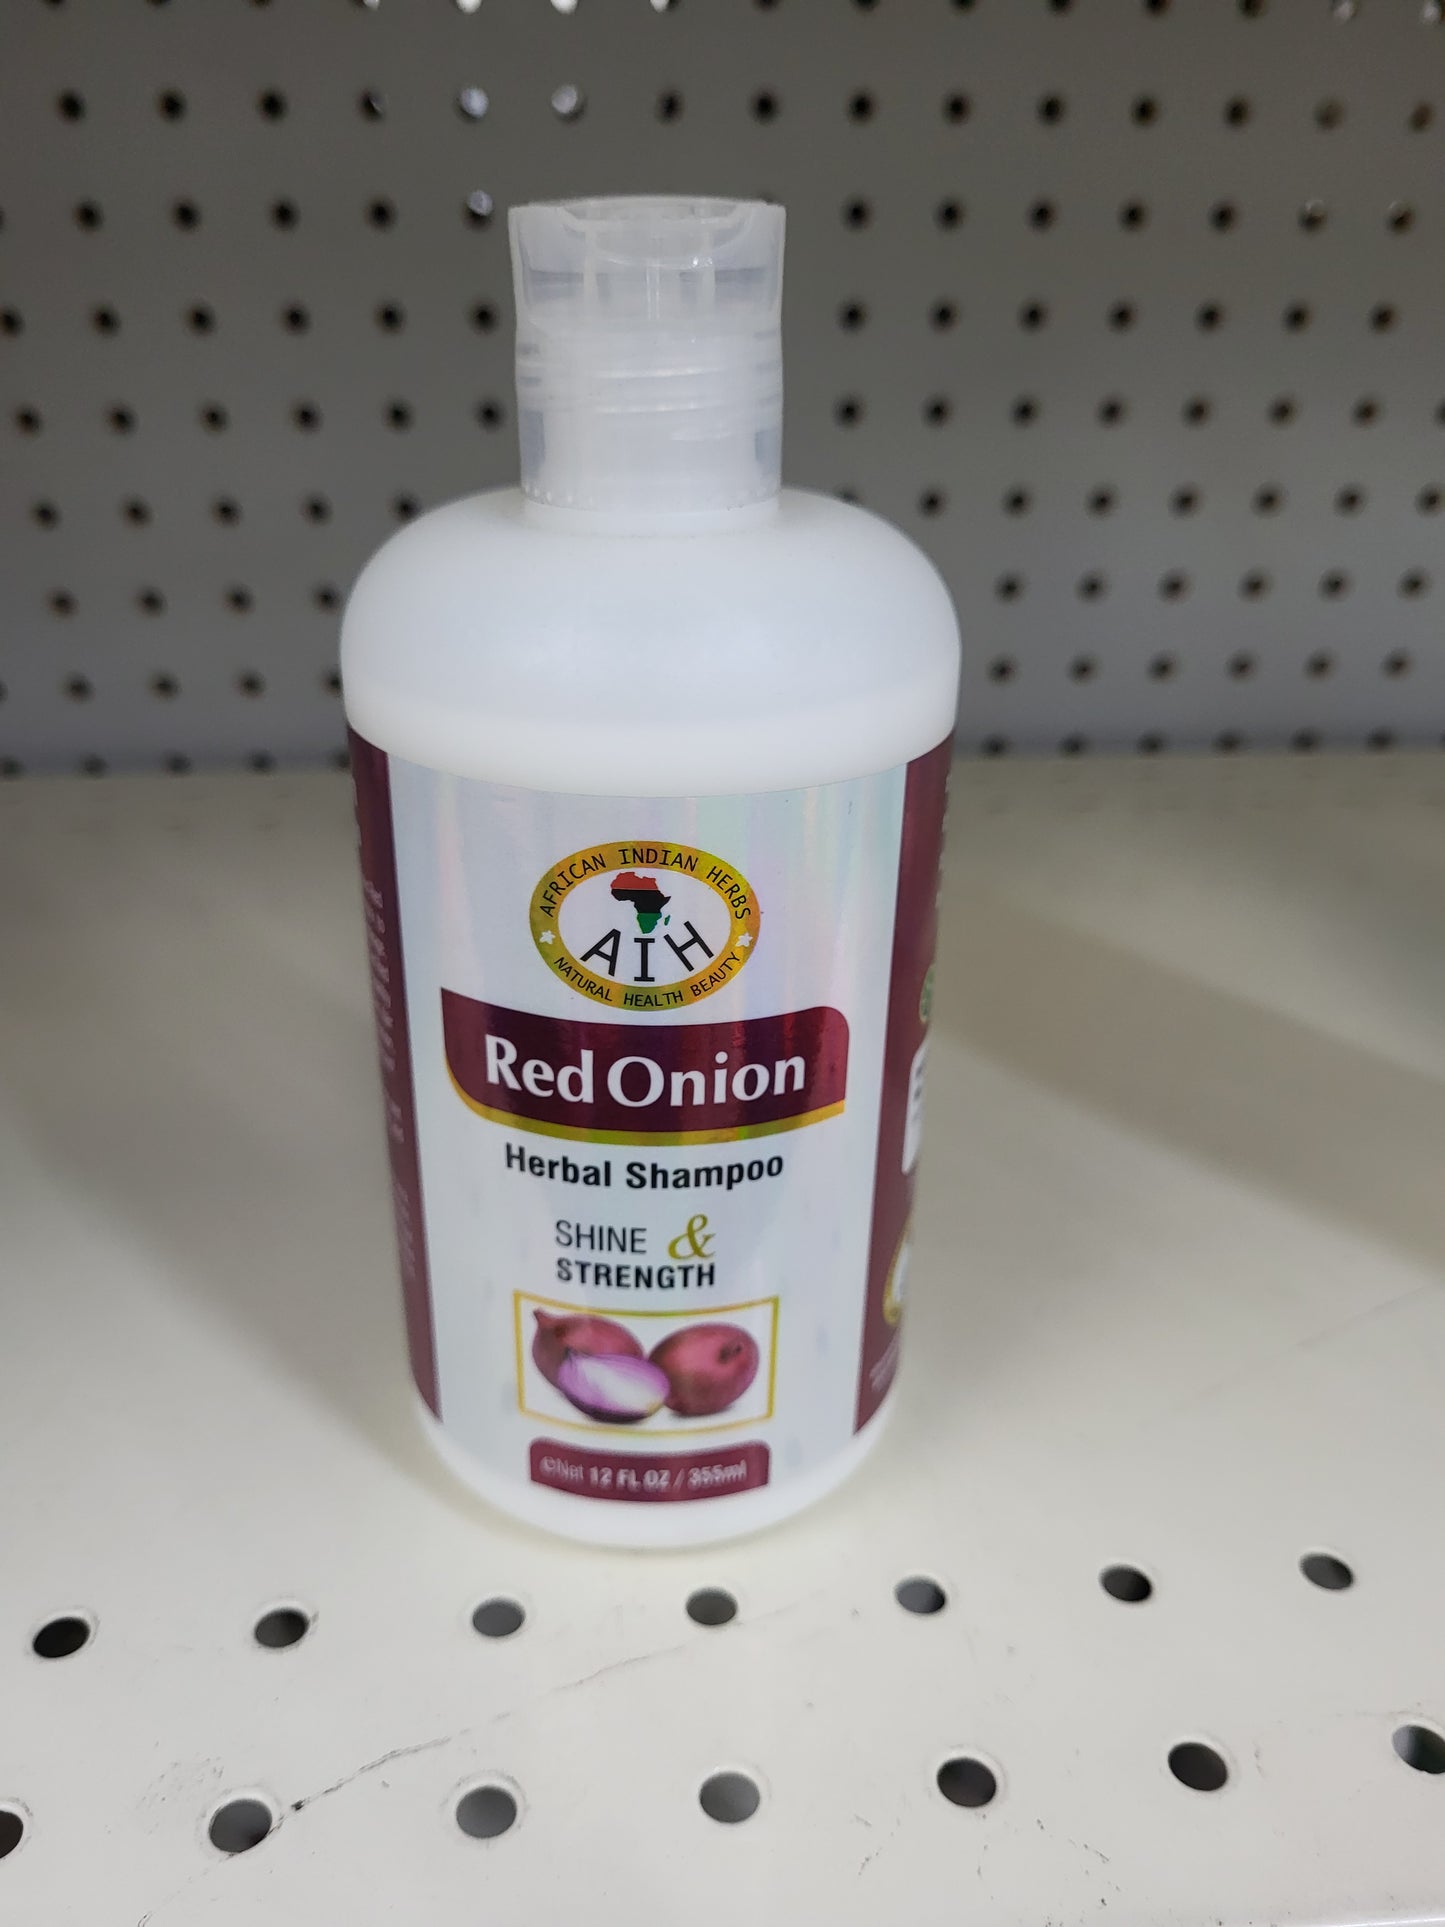 AFRICAN INDIAN HERBS
AIH
NATURAL HEALTH BEAUTY
Red Onion
Herbal Shampoo
SHINE &
STRENGTH
Net 12 FL OZ / 355ml